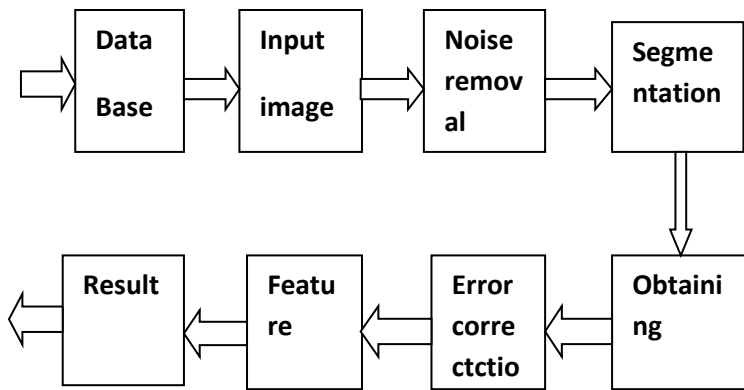 Data
Base
Input
image
Noise
remov
al
Segme
ntation
Obtaini
ng
Error
corre
ctctio
Featu
re
Result